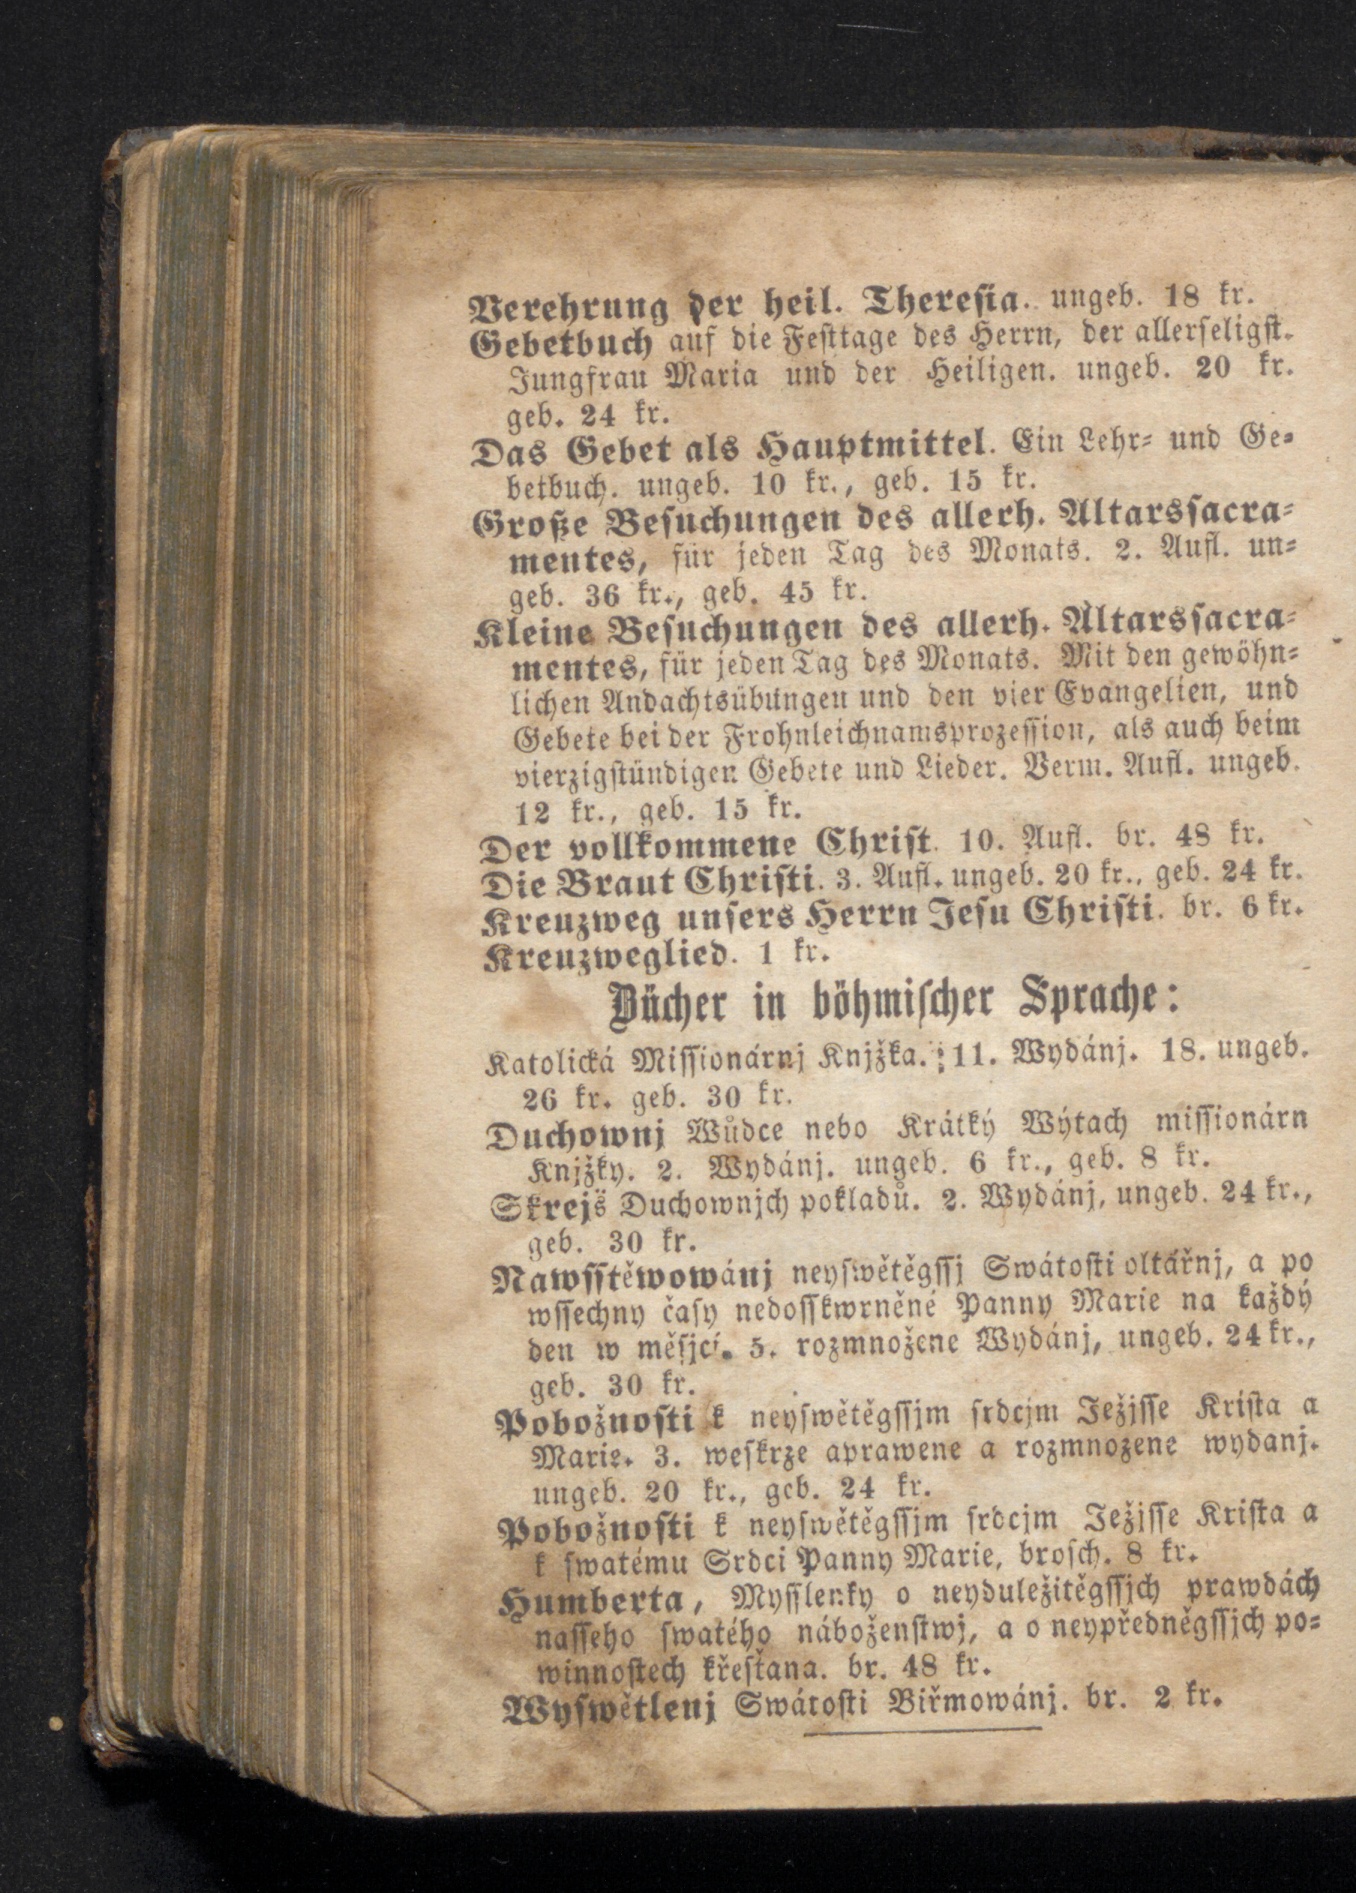 Verehrung der heil. Theresia. ungeb. 18 kr.
Gebetbuch auf die Festtage des Herrn, der allerseligst.
Jungfrau Maria und der Heiligen. ungeb. 20 kr.
geb. 24 kr.
Das Gebet als Hauptmittel. Ein Lehr- und Ge-
betbuch. ungeb. 10 kr., geb. 15 kr.
Große Besuchungen des allerh. Altarssacra-
mentes, für jeden Tag des Monats. 2. Aufl. un-
geb. 36 kr., geb. 45 kr.
Kleine Besuchungen des allerh. Altarssacra-
mentes, für jeden Tag des Monats. Mit den gewöhn-
lichen Andachtsübungen und den vier Evangelien, und
Gebete bei der Frohnleichnamsprozession, als auch beim
vierzigstündigen Gebete und Lieder. Verm. Aufl. ungeb.
12 kr., geb. 15 kr.
Der vollkommene Christ. 10. Aufl. br. 48 kr.
Die Braut Christi. 3. Aufl. ungeb. 20 kr., geb. 24 kr.
Kreuzweg unsers Herrn Jesu Christi. br. 6 kr.
Kreuzweglied. 1 kr.
Bücher in böhmischer Sprache:
Katolická Missionárnj Knjžka. 11. Wydánj. 18. ungeb.
26 kr. geb. 30 kr.
Duchownj Wůdce nebo Krátký Wýtach missionárn
Knjžky. 2. Wydánj. ungeb. 6 kr., geb. 8 kr.
Skrejš Duchownjch pokladů. 2. Wydánj, ungeb. 24 kr.,
geb. 30 kr.
Nawsstěwowánj neyswětěgssj Swátosti oltářnj, a po
wssechny časy nedosskwrněné Panny Marie na každý
den w měsjcí. 5. rozmnožene Wydánj, ungeb. 24 kr.,
geb. 30 kr.
Pobožnosti k neyswětěgssjm srdcjm Ježjsse Krista a
Marie. 3. weskrze aprawene a rozmnozene wydanj.
ungeb. 20 kr., geb. 24 kr.
Pobožnosti k neyswětěgssjm srdcjm Ježjsse Krista a
k swatému Srdci Panny Marie, brosch. 8 kr.
Humberta, Mysslenky o neyduležitěgssjch prawdách
nasseho swatého náboženstwj, a o neypředněgssjch po-
winnostech křesťana. br. 48 kr.
Wyswětlenj Swátosti Biřmowánj. br. 2 kr.